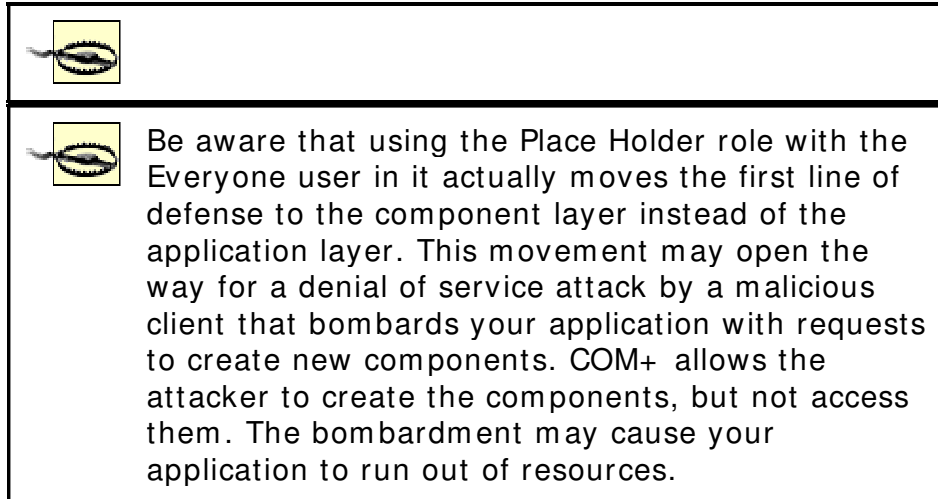 Be aware that using the Place Holder role with the
Everyone user in it actually moves the first line of
defense to the component layer instead of the
application layer. This movement may open the
way for a denial of service attack by a malicious
client that bombards your application with requests
to create new components. COM+ allows the
attacker to create the components, but not access
them. The bombardment may cause your
application to run out of resources.